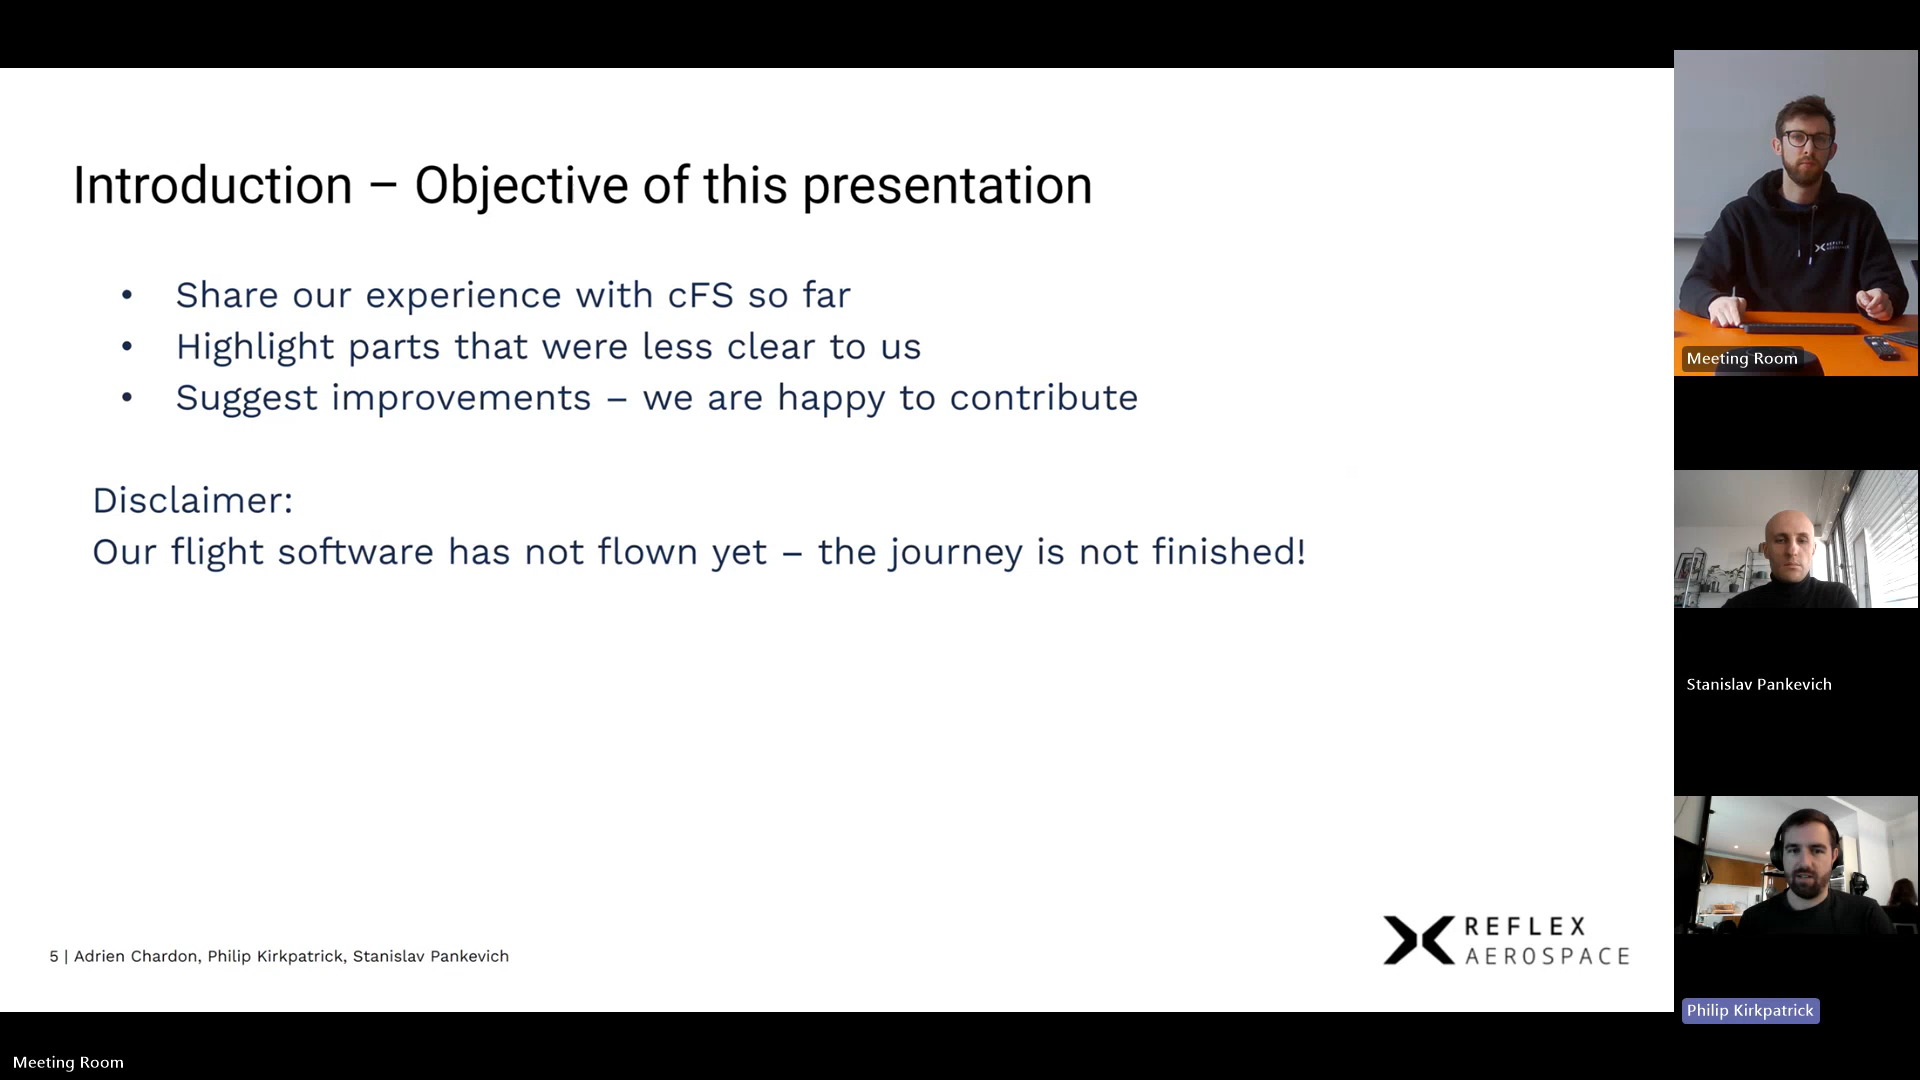 Introduction – Objective of this presentation
• Share our experience with cFS so far
• Highlight parts that were less clear to us
• Suggest improvements – we are happy to contribute
Disclaimer:
Our flight software has not flown yet – the journey is not finished!
5 | Adrien Chardon, Philip Kirkpatrick, Stanislav Pankevich
REFLEX
AEROSPACE
REFLEX
AEROSPACE
Meeting Room
Stanislav Pankevich
Philip Kirkpatrick
Meeting Room